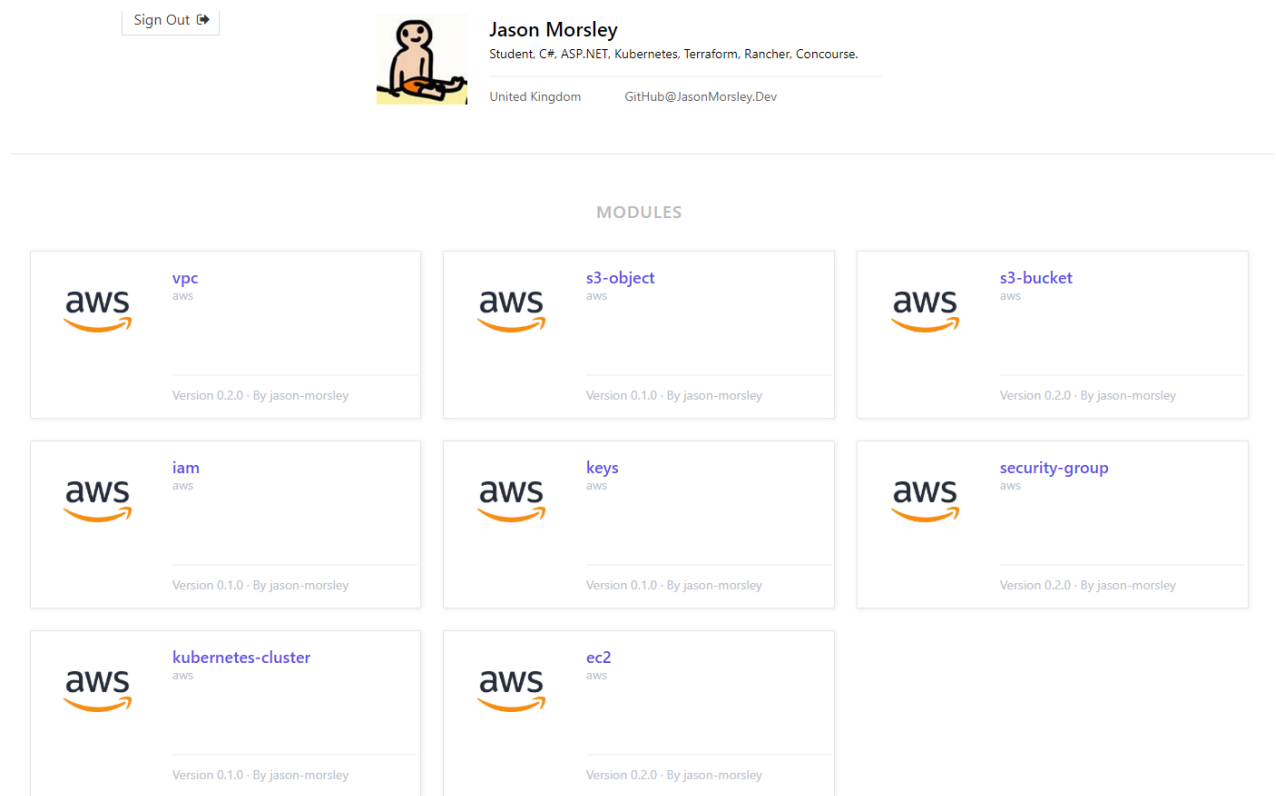 Sign Out
Jason Morsley
Student, C#, ASP.NET, Kubernetes, Terraform, Rancher, Concourse.
United Kingdom GitHub@JasonMorsley.Dev
MODULES
aws
vpc
aws
Version 0.2.0 · By jason-morsley
aws
s3-object
aws
Version 0.1.0 · By jason-morsley
aws
s3-bucket
aws
Version 0.2.0 · By jason-morsley
aws
iam
aws
Version 0.1.0 · By jason-morsley
aws
keys
aws
Version 0.1.0 · By jason-morsley
aws
security-group
aws
Version 0.2.0 · By jason-morsley
aws
kubernetes-cluster
aws
Version 0.1.0 · By jason-morsley
aws
ec2
aws
Version 0.2.0 · By jason-morsley